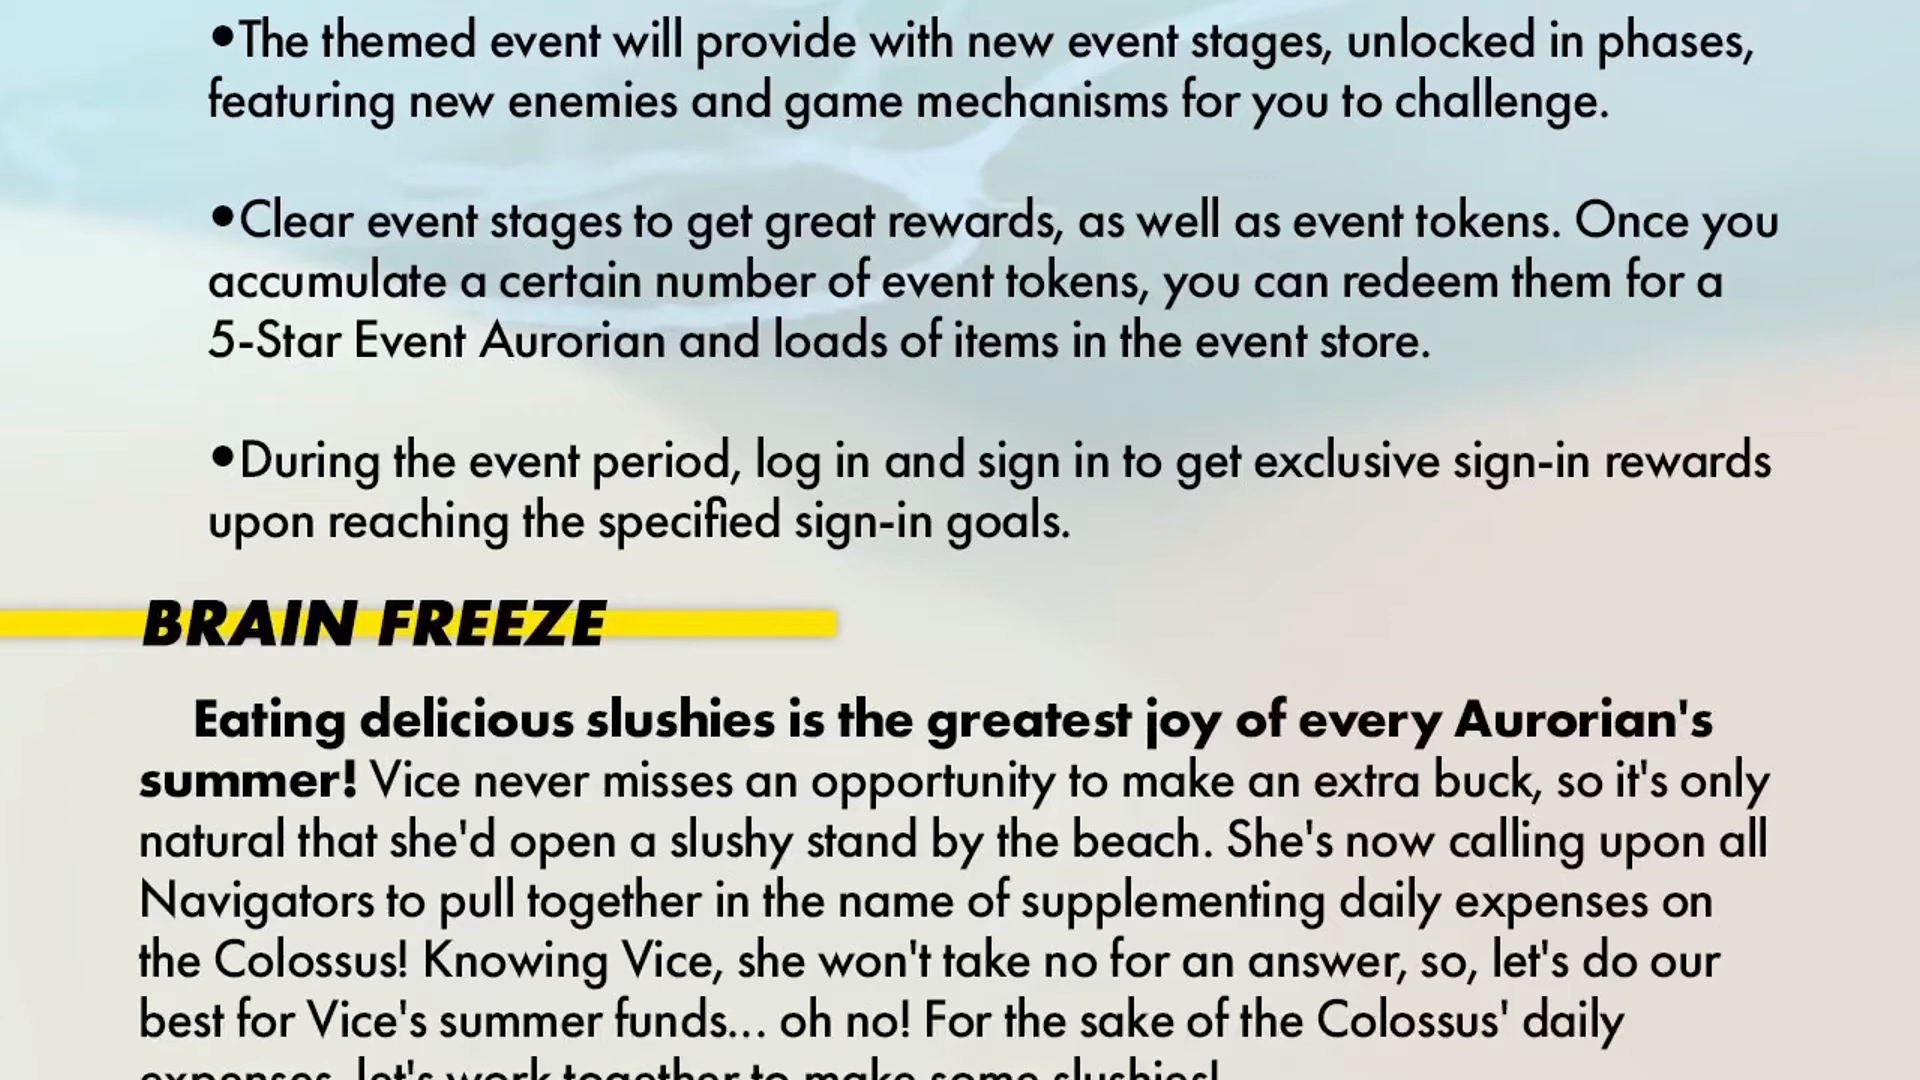 •The themed event will provide with new event stages, unlocked in phases,
featuring new enemies and game mechanisms for you to challenge.
•Clear event stages to get great rewards, as well as event tokens. Once you
accumulate a certain number of event tokens, you can redeem them for a
5-Star Event Aurorian and loads of items in the event store.
•During the event period, log in and sign in to get exclusive sign-in rewards
upon reaching the specified sign-in goals.
BRAIN FREEZE
Eating delicious slushies is the greatest joy of every Aurorian's
summer! Vice never misses an opportunity to make an extra buck, so it's only
natural that she'd open a slushy stand by the beach. She's now calling upon all
Navigators to pull together in the name of supplementing daily expenses on
the Colossus! Knowing Vice, she won't take no for an answer, so, let's do our
best for Vice's summer funds... oh no! For the sake of the Colossus' daily
expenses, let's work together to make some slushies!